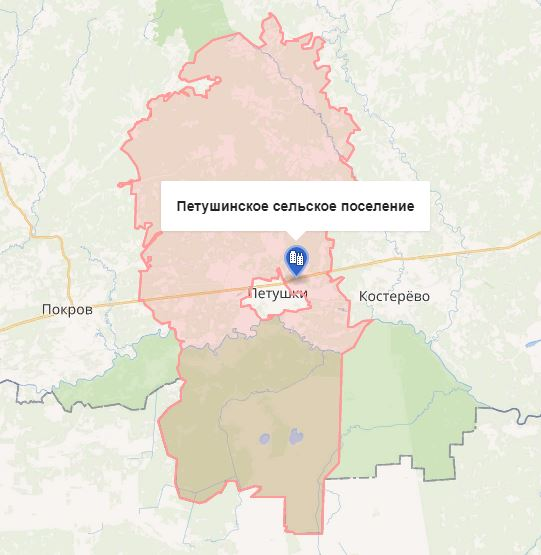 Петушинское сельское поселение
Петушки
Костерёво
Покров